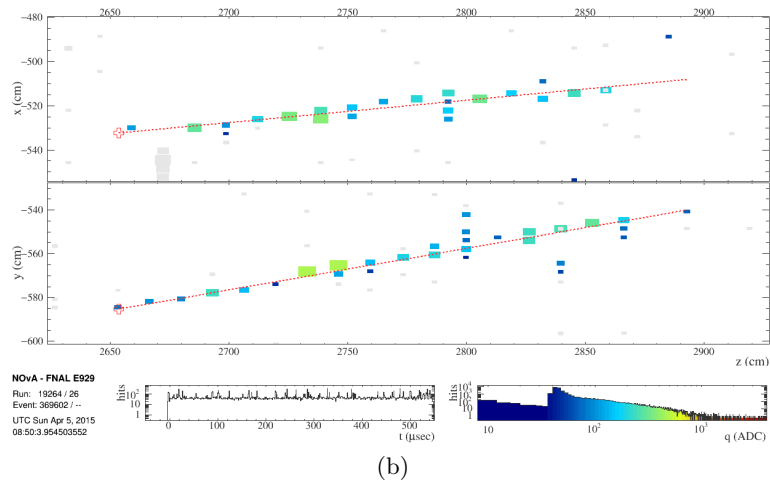 2650 2700 2750 2800 2850 2900
−480
−500
−520
−540
−560
x (cm)
−540
−560
−580
−600
y (cm)
2650 2700 2750 2800 2850 2900
z (cm)
NOvA - FNAL E929
Run: 19264 / 26
Event: 369602 / --
UTC Sun Apr 5, 2015
08:50:3.954503552
hits
10²
10
1
0 100 200 300 400 500
t (μsec)
hits
10⁴
10³
10²
10
1
10 10² 10³
q (ADC)
(b)